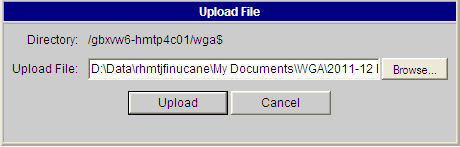 Upload File
Directory: /gbxvw6-hmtp4c01/wga$
Upload File: D:\Data\rhmtjfinucane\My Documents\WGA\2011-12 Browse...
Upload Cancel